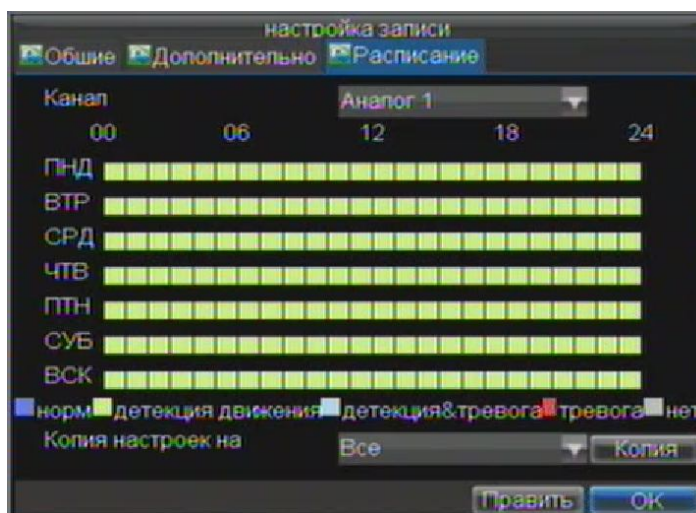 настройка записи
Обшие Дополнительно Расписание
Канал Аналог 1
00 06 12 18 24
ПНД
ВТР
СРД
ЧТВ
ПТН
СУБ
ВСК
норм детекция движения детекция&тревога тревога нет
Копия настроек на Все Копия
Править OK